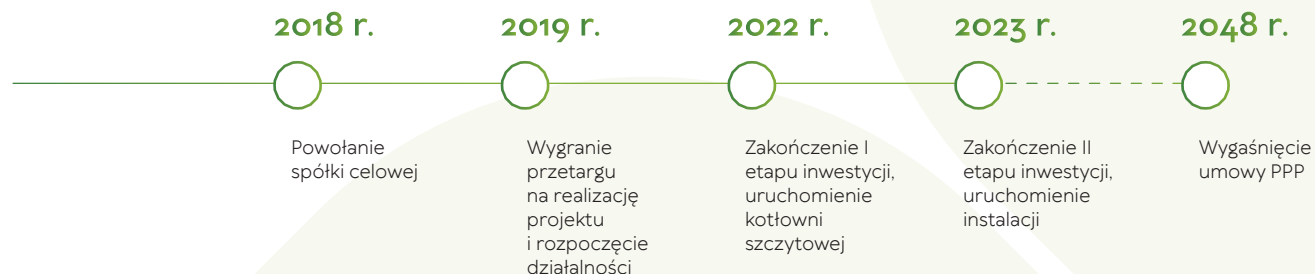 2018 r.
2019 r.
2022 r.
2023 r.
2048 r.
Powołanie
spółki celowej
Wygranie
przetargu
na realizację
projektu
i rozpoczęcie
działalności
Zakończenie I
etapu inwestycji,
uruchomienie
kotłowni
szczytowej
Zakończenie II
etapu inwestycji,
uruchomienie
instalacji
Wygaśnięcie
umowy PPP